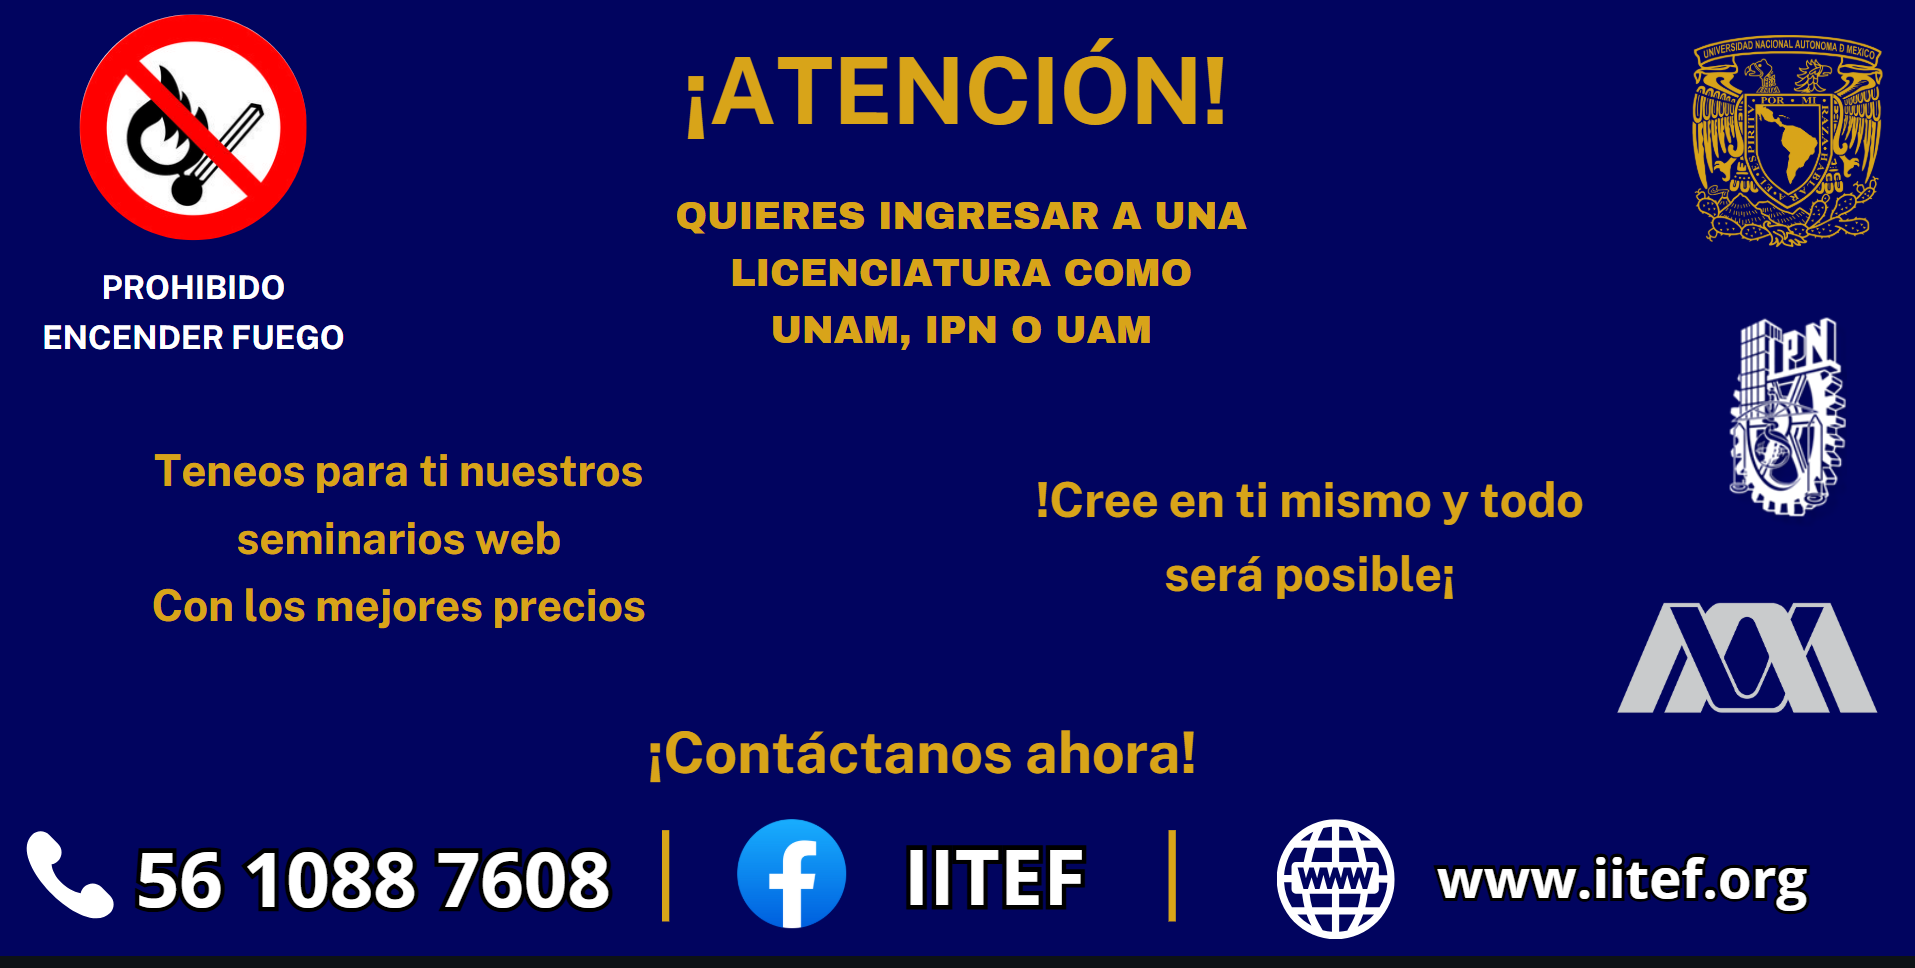 ¡ATENCIÓN!
QUIERES INGRESAR A UNA
LICENCIATURA COMO
UNAM, IPN O UAM
PROHIBIDO
ENCENDER FUEGO
UNIVERSIDAD NACIONAL AUTONOMA D MEXICO
POR MI RAZA HABLARA EL ESPIRITU
IPN
Teneos para ti nuestros
seminarios web
Con los mejores precios
!Cree en ti mismo y todo
será posible¡
¡Contáctanos ahora!
56 1088 7608
f
IITEF
WWW
www.iitef.org